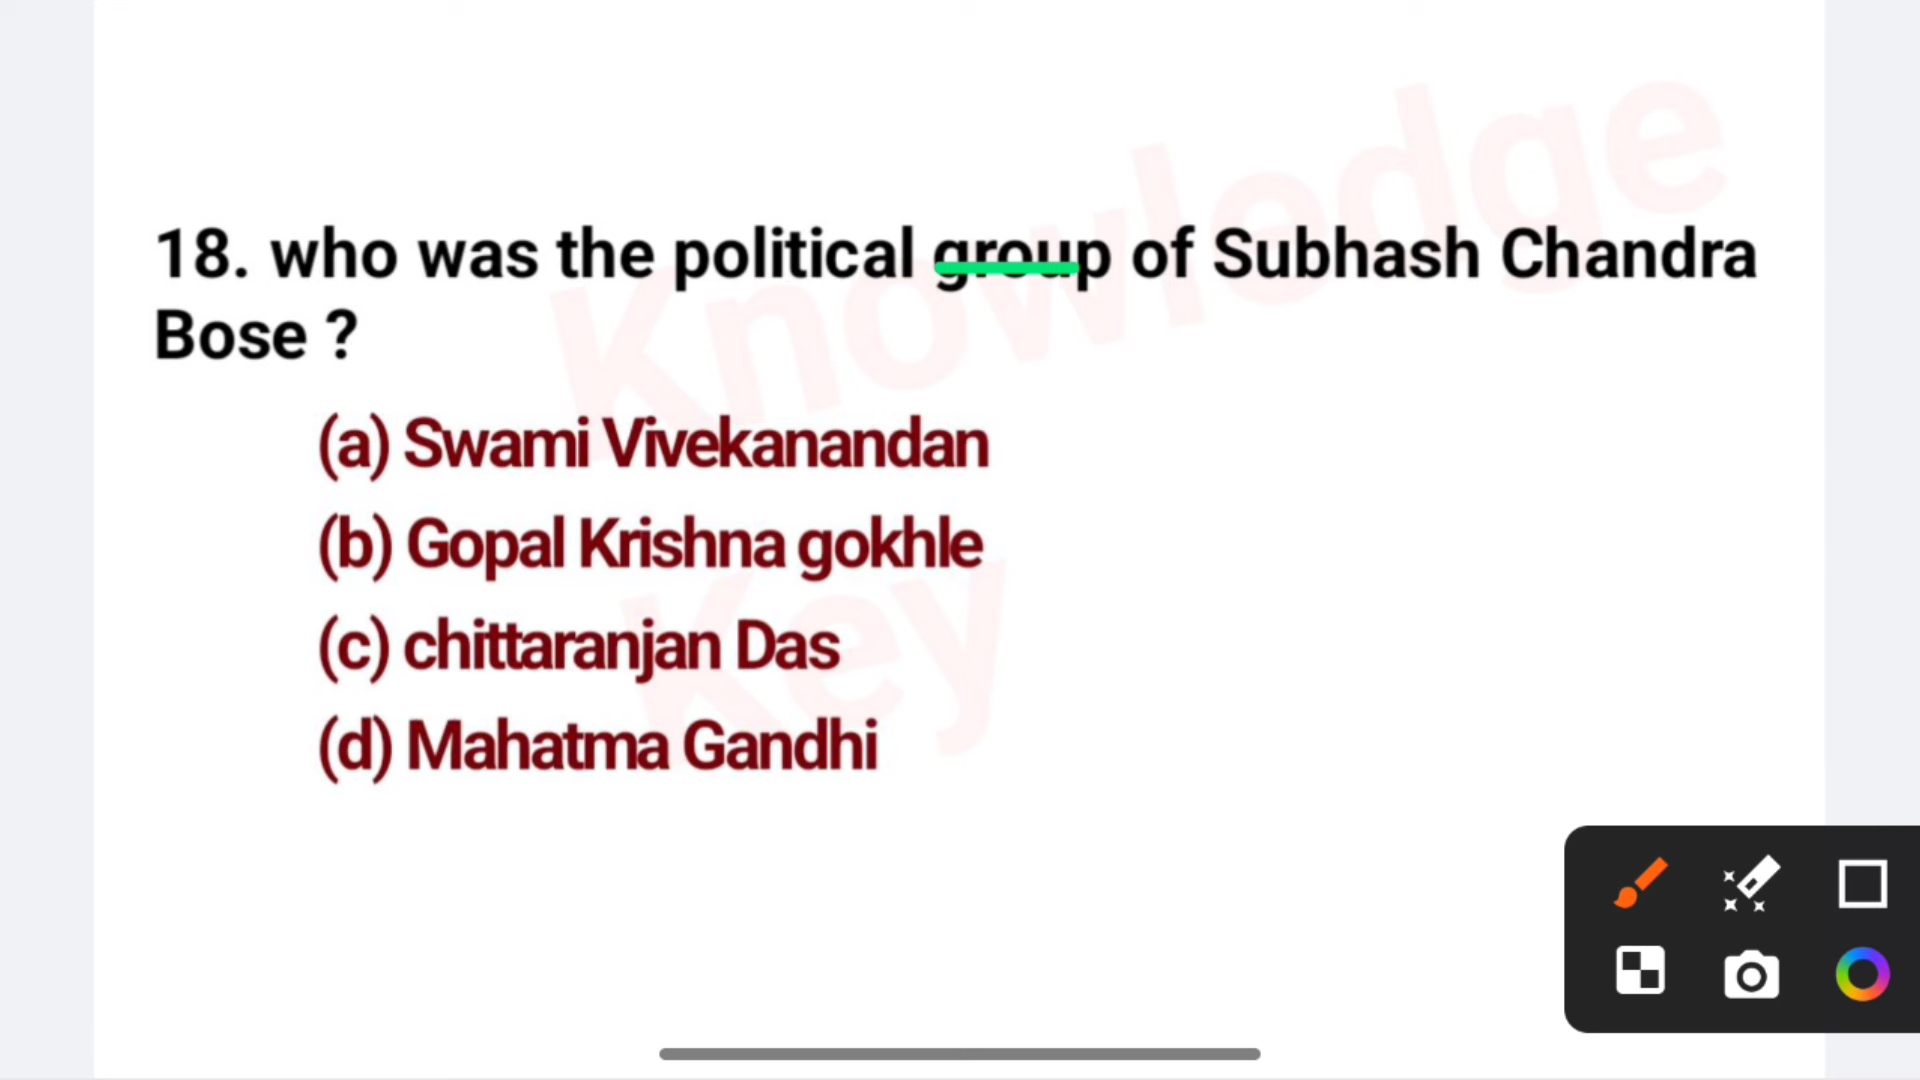 18. who was the political group of Subhash Chandra
Bose ?
(a) Swami Vivekanandan
(b) Gopal Krishna gokhle
(c) chittaranjan Das
(d) Mahatma Gandhi
Knowledge
Key